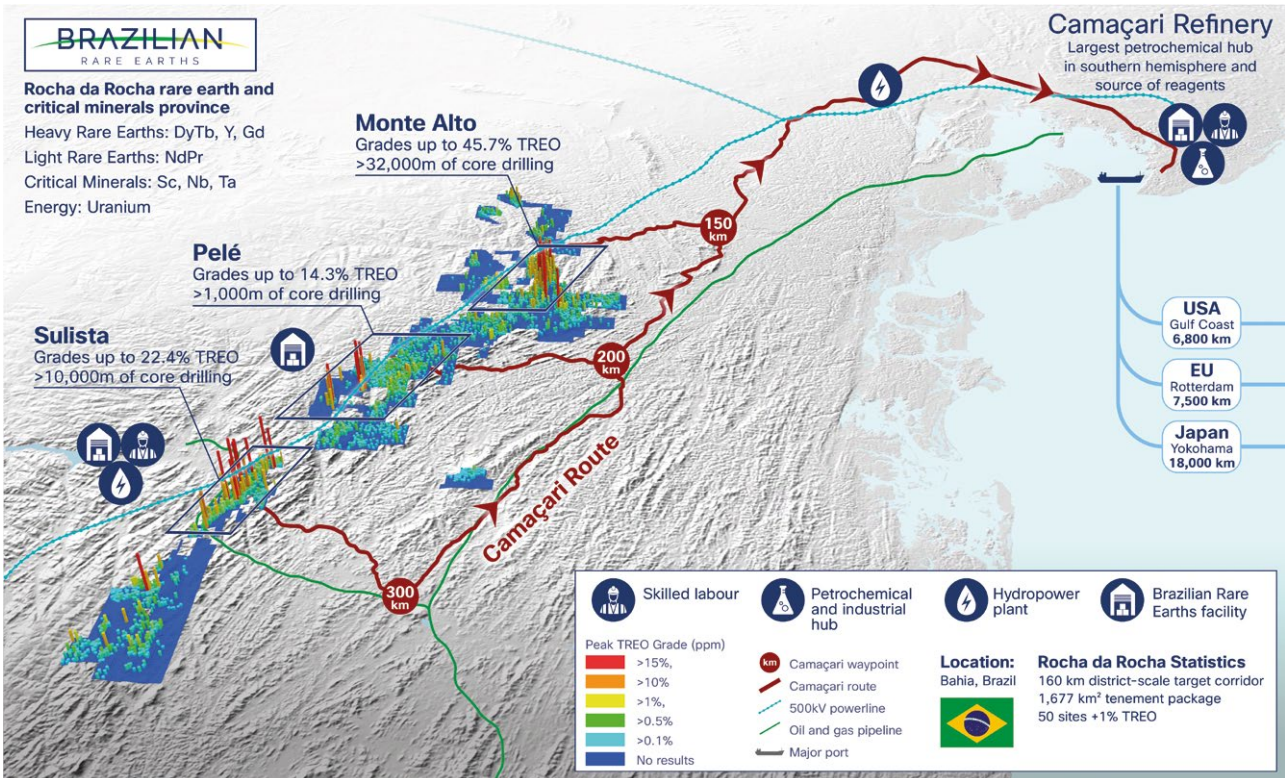 BRAZILIAN
RARE EARTHS
Rocha da Rocha rare earth and
critical minerals province
Heavy Rare Earths: DyTb, Y, Gd
Light Rare Earths: NdPr
Critical Minerals: Sc, Nb, Ta
Energy: Uranium
Monte Alto
Grades up to 45.7% TREO
>32,000m of core drilling
Pelé
Grades up to 14.3% TREO
>1,000m of core drilling
Sulista
Grades up to 22.4% TREO
>10,000m of core drilling
Camaçari Refinery
Largest petrochemical hub
in southern hemisphere and
source of reagents
150
km
200
km
300
km
Camaçari Route
USA
Gulf Coast
6,800 km
EU
Rotterdam
7,500 km
Japan
Yokohama
18,000 km
Skilled labour
Petrochemical
and industrial
hub
Hydropower
plant
Brazilian Rare
Earths facility
Peak TREO Grade (ppm)
>15%,
>10%
>1%,
>0.5%
>0.1%
No results
km
Camaçari waypoint
Camaçari route
500kV powerline
Oil and gas pipeline
Major port
Location:
Bahia, Brazil
Rocha da Rocha Statistics
160 km district-scale target corridor
1,677 km² tenement package
50 sites +1% TREO